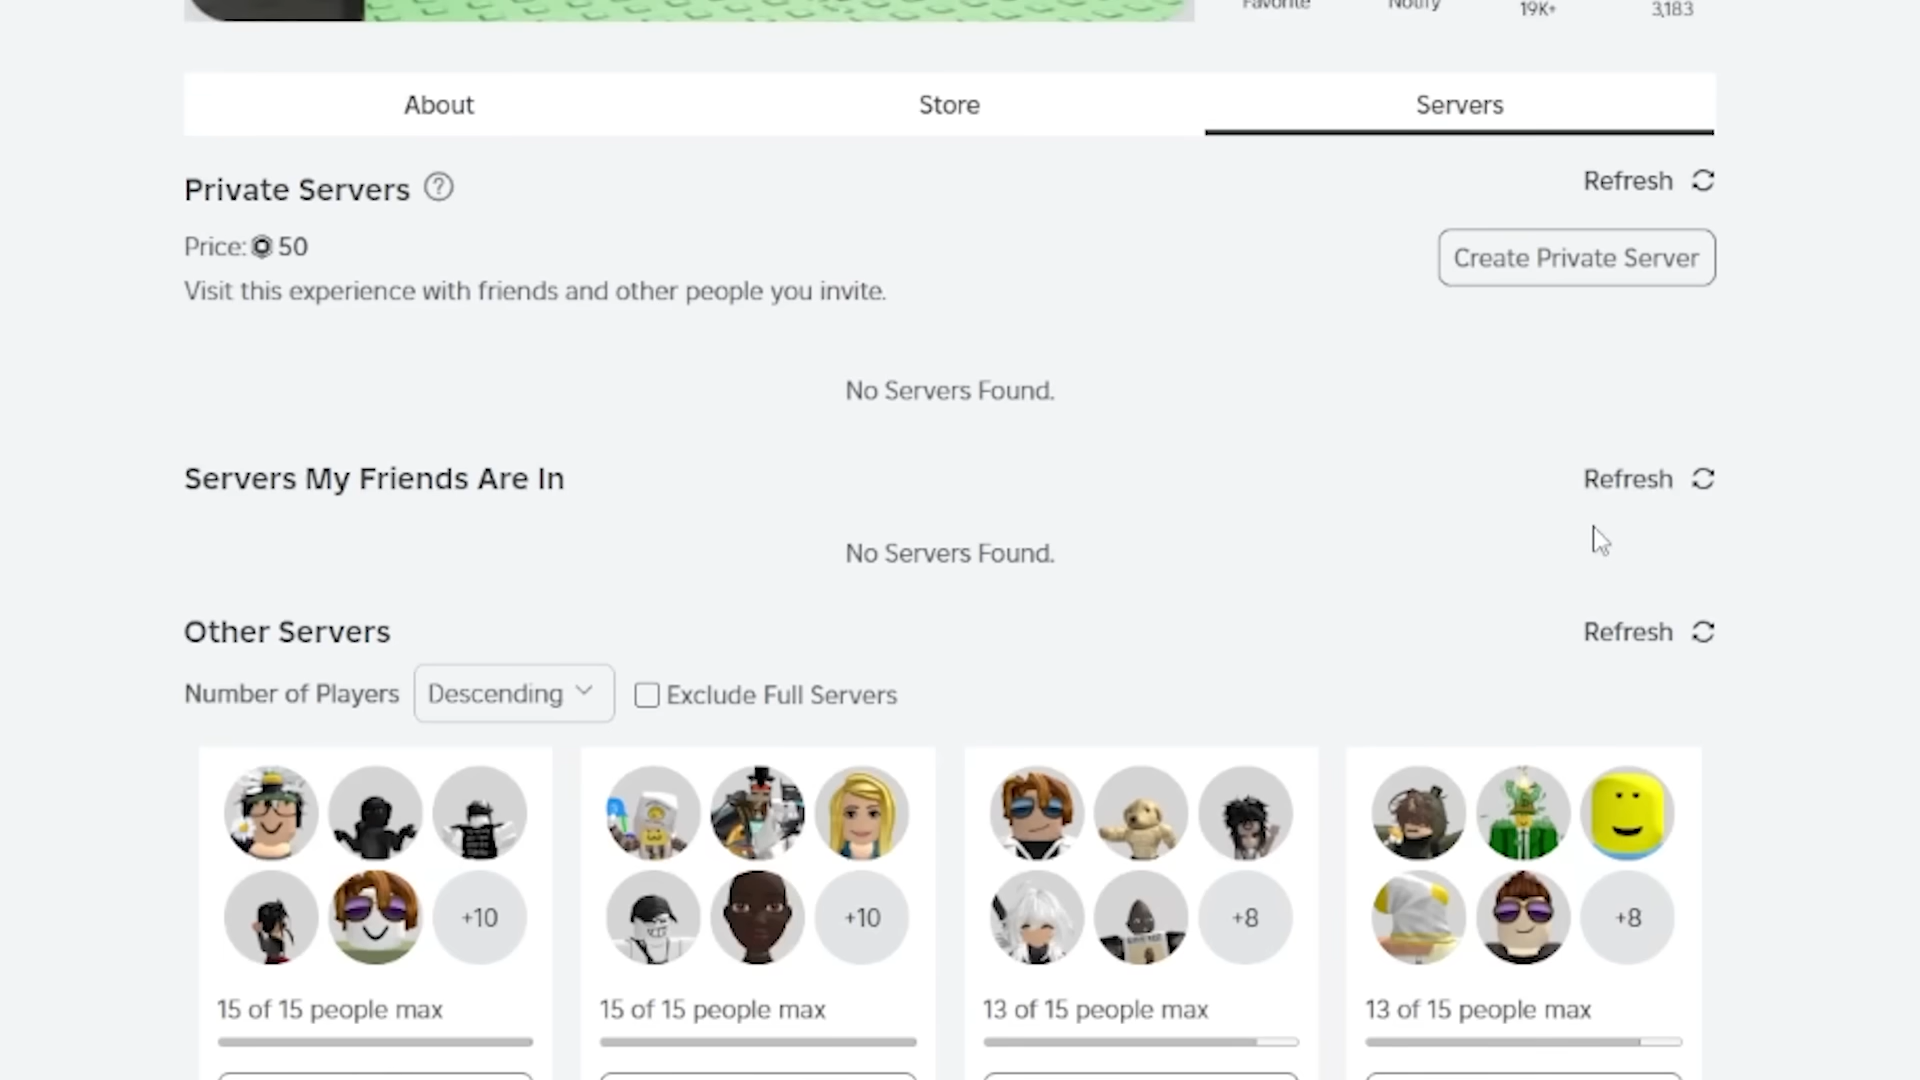 Favorite Notify 19K+ 3,183
About Store Servers
Private Servers ? Refresh
Price: 50
Create Private Server
Visit this experience with friends and other people you invite.
No Servers Found.
Servers My Friends Are In Refresh
No Servers Found.
Other Servers Refresh
Number of Players Descending Exclude Full Servers
+10 +10 +8 +8
15 of 15 people max 15 of 15 people max 13 of 15 people max 13 of 15 people max